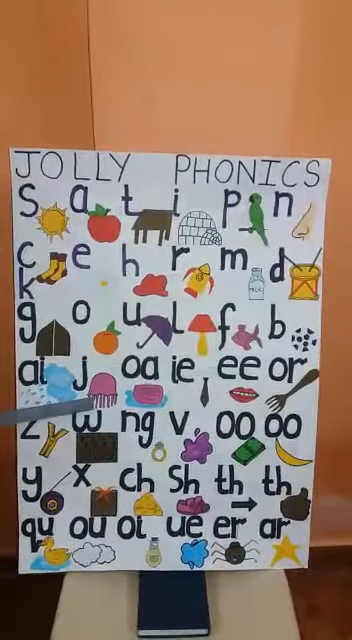 JOLLY PHONICS
s a t i p n
c k e h r m d
g o u l f b
ai j oa ie ee or
z w ng v oo oo
y x ch sh th th
qu ou oi ue er ar
MILK